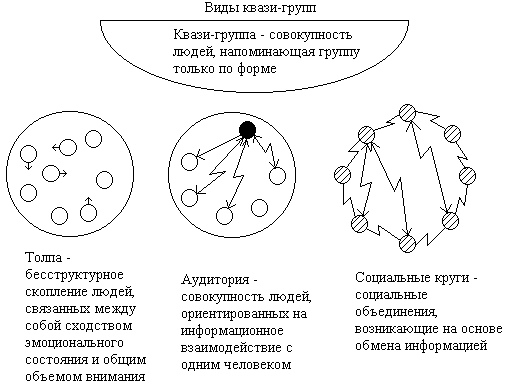 Виды квази-групп
Квази-группа - совокупность
людей, напоминающая группу
только по форме
Толпа -
бесструктурное
скопление людей,
связанных между
собой сходством
эмоционального
состояния и общим
объемом внимания
Аудитория -
совокупность людей,
ориентированных на
информационное
взаимодействие с
одним человеком
Социальные круги -
социальные
объединения,
возникающие на основе
обмена информацией